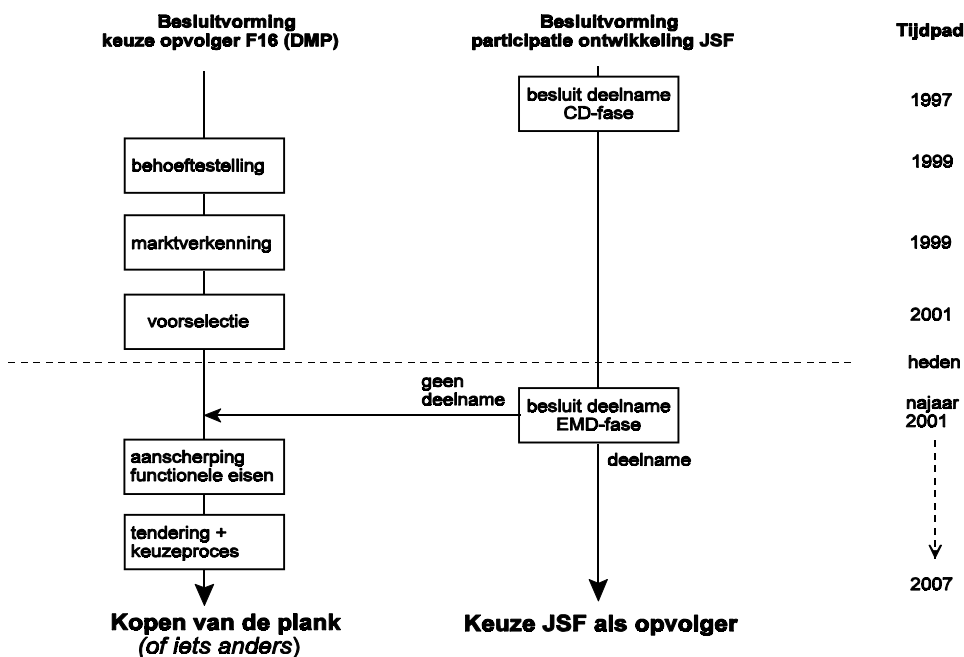 Besluitvorming
keuze opvolger F16 (DMP)
Besluitvorming
participatie ontwikkeling JSF
Tijdpad
besluit deelname
CD-fase
1997
behoeftestelling
1999
marktverkenning
1999
voorselectie
2001
heden
geen
deelname
besluit deelname
EMD-fase
najaar
2001
aanscherping
functionele eisen
deelname
tendering +
keuzeproces
2007
Kopen van de plank
(of iets anders)
Keuze JSF als opvolger